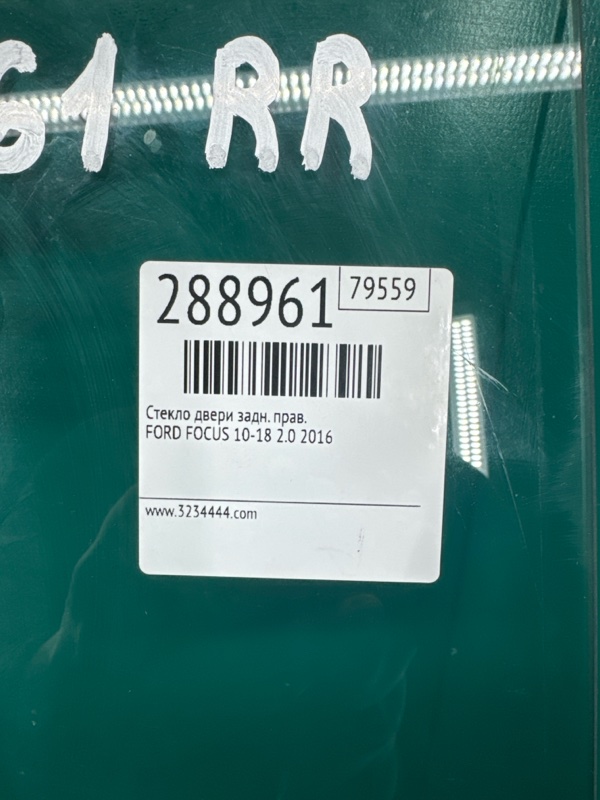 61 RR
288961
79559
Стекло двери задн. прав.
FORD FOCUS 10-18 2.0 2016
www.3234444.com